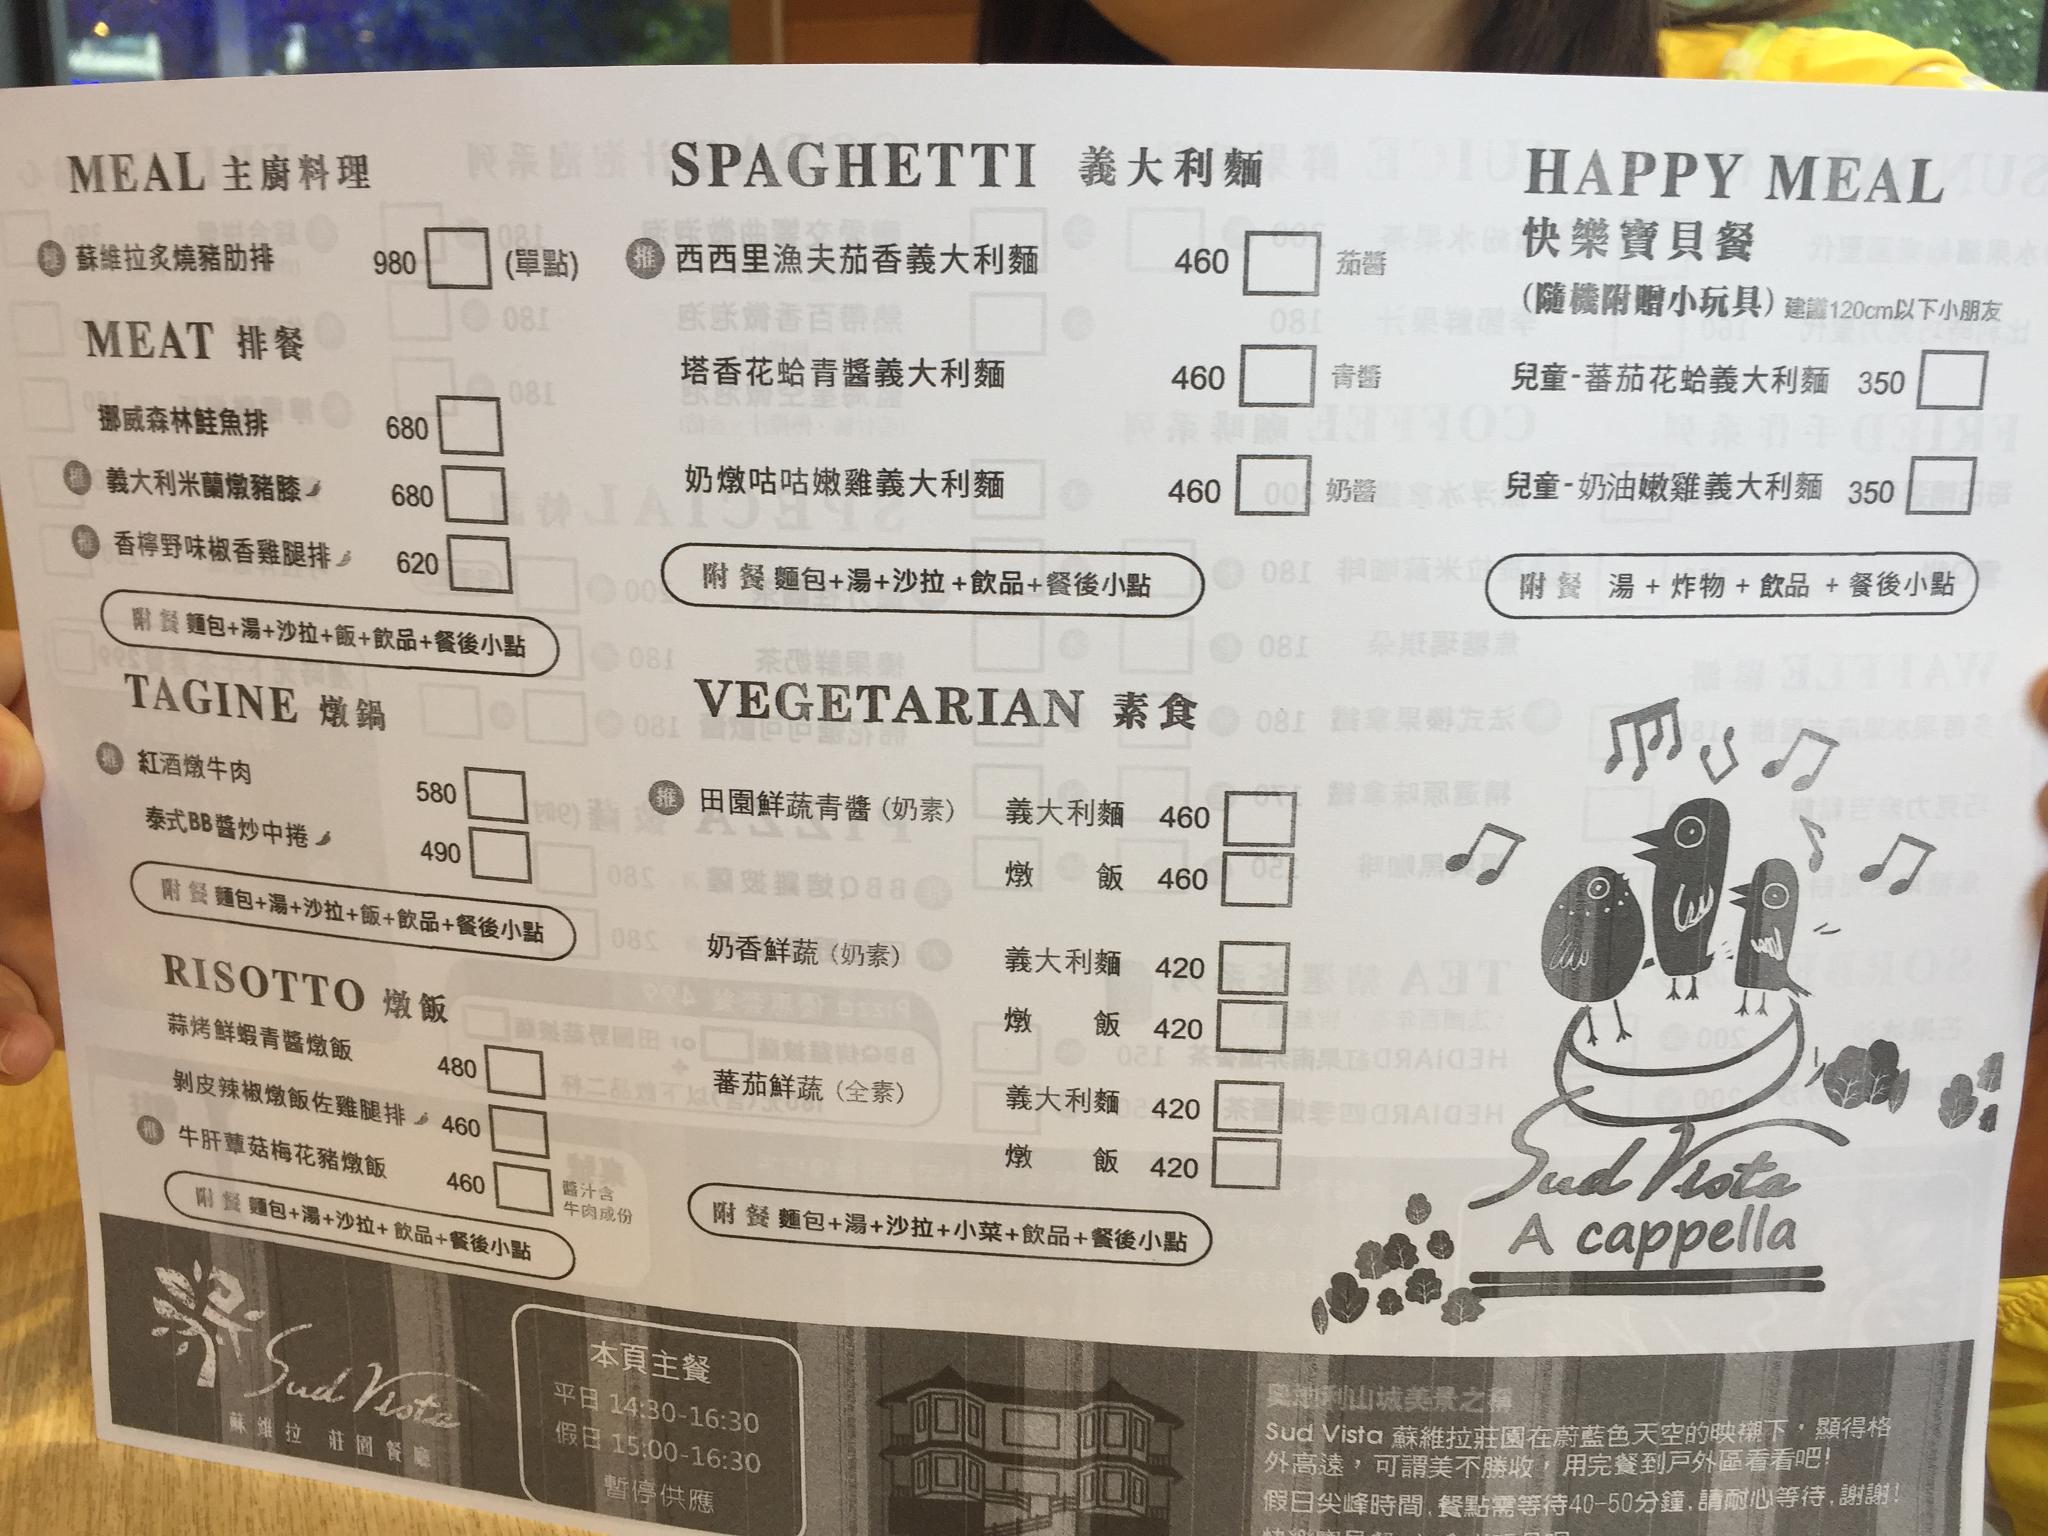 MEAL 主廚料理
推 蘇維拉炙燒豬肋排 980 (單點)
MEAT 排餐
挪威森林鮭魚排 680
推 義大利米蘭燉豬膝 680
推 香檸野味椒香雞腿排 620
附餐 麵包+湯+沙拉+飯+飲品+餐後小點
TAGINE 燉鍋
推 紅酒燉牛肉 580
泰式BB醬炒中捲 490
附餐 麵包+湯+沙拉+飯+飲品+餐後小點
RISOTTO 燉飯
蒜烤鮮蝦青醬燉飯 480
剝皮辣椒燉飯佐雞腿排 460
推 牛肝蕈菇梅花豬燉飯 460 醬汁含
牛肉成份
附餐 麵包+湯+沙拉+飲品+餐後小點
SPAGHETTI 義大利麵
推 西西里漁夫茄香義大利麵 460 茄醬
塔香花蛤青醬義大利麵 460 青醬
奶燉咕咕嫩雞義大利麵 460 奶醬
附餐 麵包+湯+沙拉+飲品+餐後小點
VEGETARIAN 素食
推 田園鮮蔬青醬 (奶素) 義大利麵 460
燉飯 460
奶香鮮蔬 (奶素) 義大利麵 420
燉飯 420
蕃茄鮮蔬 (全素) 義大利麵 420
燉飯 420
附餐 麵包+湯+沙拉+小菜+飲品+餐後小點
HAPPY MEAL
快樂寶貝餐
(隨機附贈小玩具) 建議120cm以下小朋友
兒童-蕃茄花蛤義大利麵 350
兒童-奶油嫩雞義大利麵 350
附餐 湯+炸物+飲品+餐後小點
Sud Vista
A cappella
Sud Vista
蘇維拉 莊園餐廳
本頁主餐
平日 14:30-16:30
假日 15:00-16:30
暫停供應
奧地利山城美景之稱
Sud Vista 蘇維拉莊園在蔚藍色天空的映襯下，顯得格
外高遠，可謂美不勝收，用完餐到戶外區看看吧!
假日尖峰時間,餐點需等待40-50分鐘,請耐心等待,謝謝!